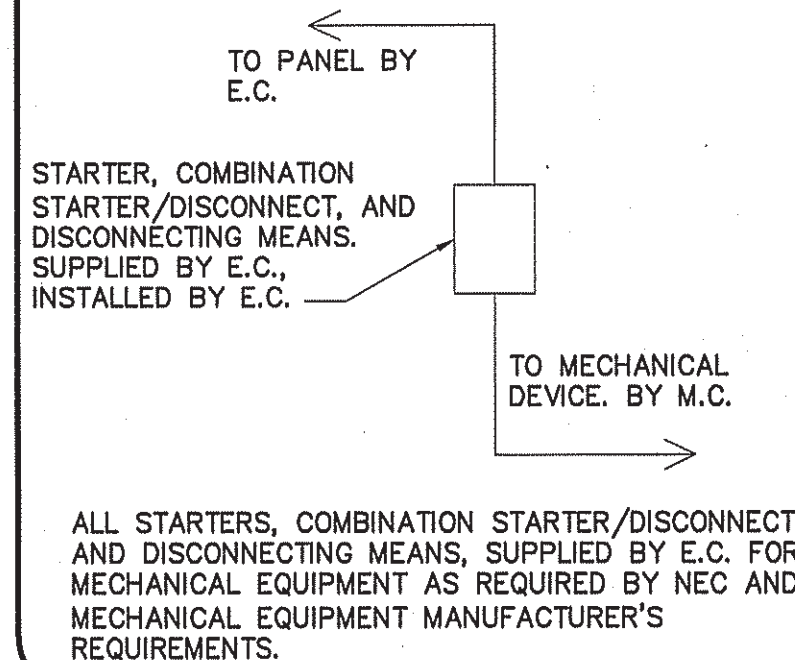 TO PANEL BY
E.C.
STARTER, COMBINATION
STARTER/DISCONNECT, AND
DISCONNECTING MEANS.
SUPPLIED BY E.C.,
INSTALLED BY E.C.
TO MECHANICAL
DEVICE. BY M.C.
ALL STARTERS, COMBINATION STARTER/DISCONNECT
AND DISCONNECTING MEANS, SUPPLIED BY E.C. FOR
MECHANICAL EQUIPMENT AS REQUIRED BY NEC AND
MECHANICAL EQUIPMENT MANUFACTURER'S
REQUIREMENTS.